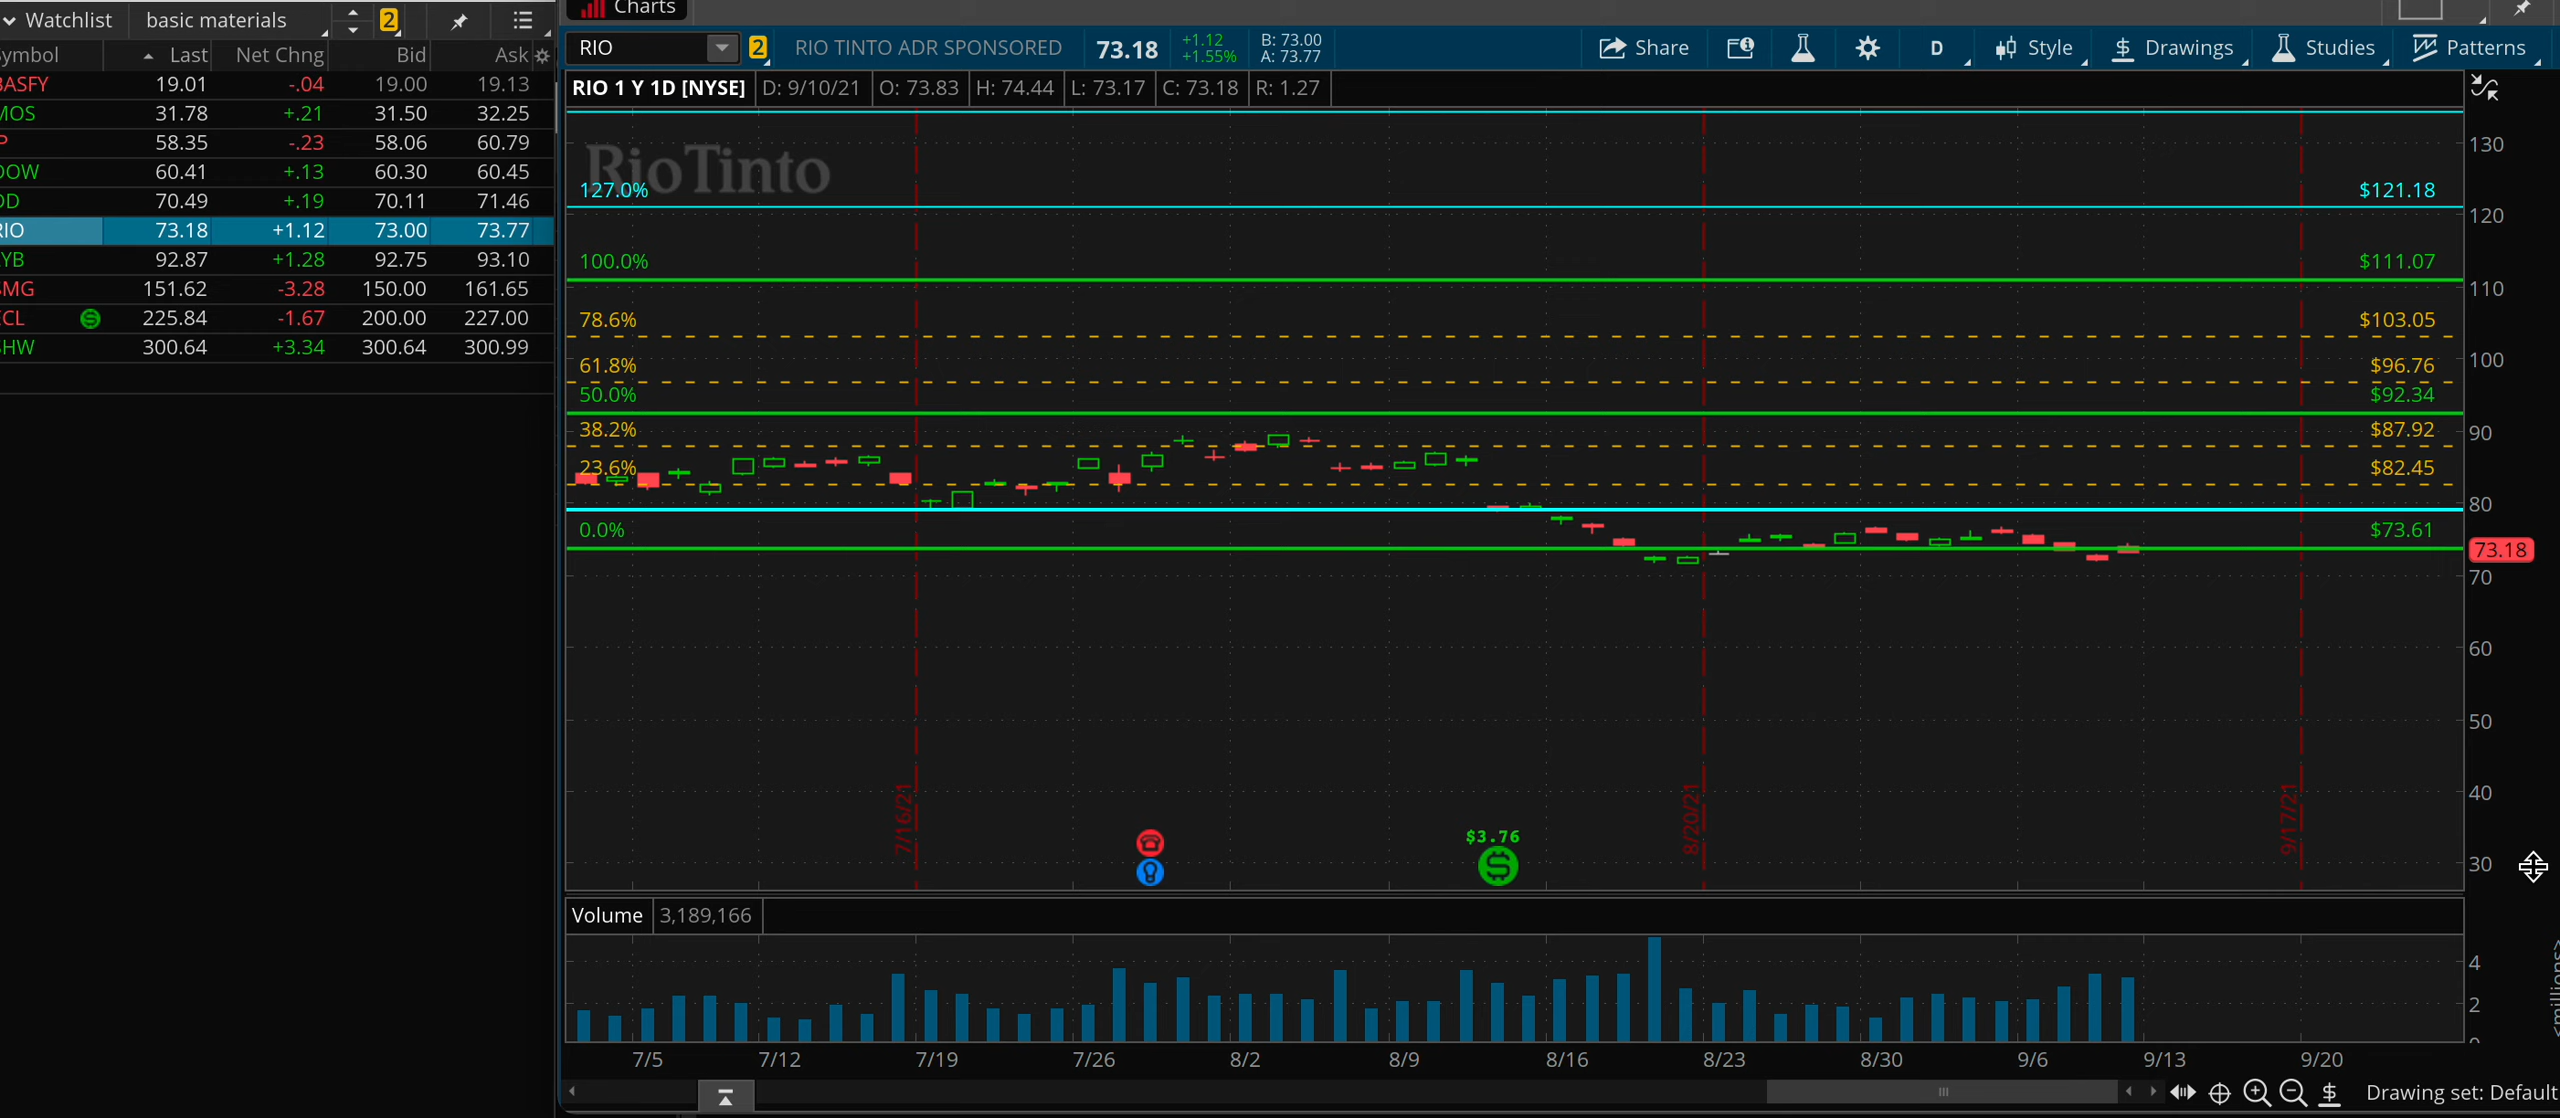 Watchlist basic materials 2
ymbol Last Net Chng Bid Ask
BASFY 19.01 -.04 19.00 19.13
MOS 31.78 +.21 31.50 32.25
P 58.35 -.23 58.06 60.79
DOW 60.41 +.13 60.30 60.45
DD 70.49 +.19 70.11 71.46
RIO 73.18 +1.12 73.00 73.77
YB 92.87 +1.28 92.75 93.10
MG 151.62 -3.28 150.00 161.65
CL 225.84 -1.67 200.00 227.00
HW 300.64 +3.34 300.64 300.99
Charts
RIO 2 RIO TINTO ADR SPONSORED 73.18 +1.12 +1.55% B: 73.00 A: 73.77 Share D Style Drawings Studies Patterns
RIO 1 Y 1D [NYSE] D: 9/10/21 O: 73.83 H: 74.44 L: 73.17 C: 73.18 R: 1.27
RioTinto
127.0% $121.18
100.0% $111.07
78.6% $103.05
61.8% $96.76
50.0% $92.34
38.2% $87.92
23.6% $82.45
0.0% $73.61
130
120
110
100
90
80
73.18
70
60
50
40
30
7/16/21
8/20/21
9/17/21
$3.76
Volume 3,189,166
4
2
0
<millions>
7/5 7/12 7/19 7/26 8/2 8/9 8/16 8/23 8/30 9/6 9/13 9/20
Drawing set: Default